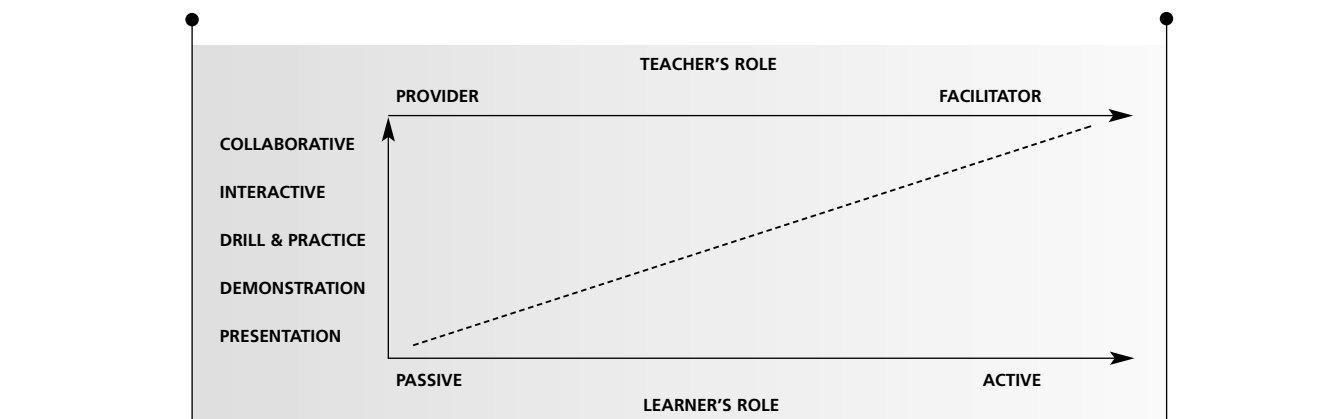 TEACHER’S ROLE
PROVIDER FACILITATOR
COLLABORATIVE
INTERACTIVE
DRILL & PRACTICE
DEMONSTRATION
PRESENTATION
PASSIVE ACTIVE
LEARNER’S ROLE